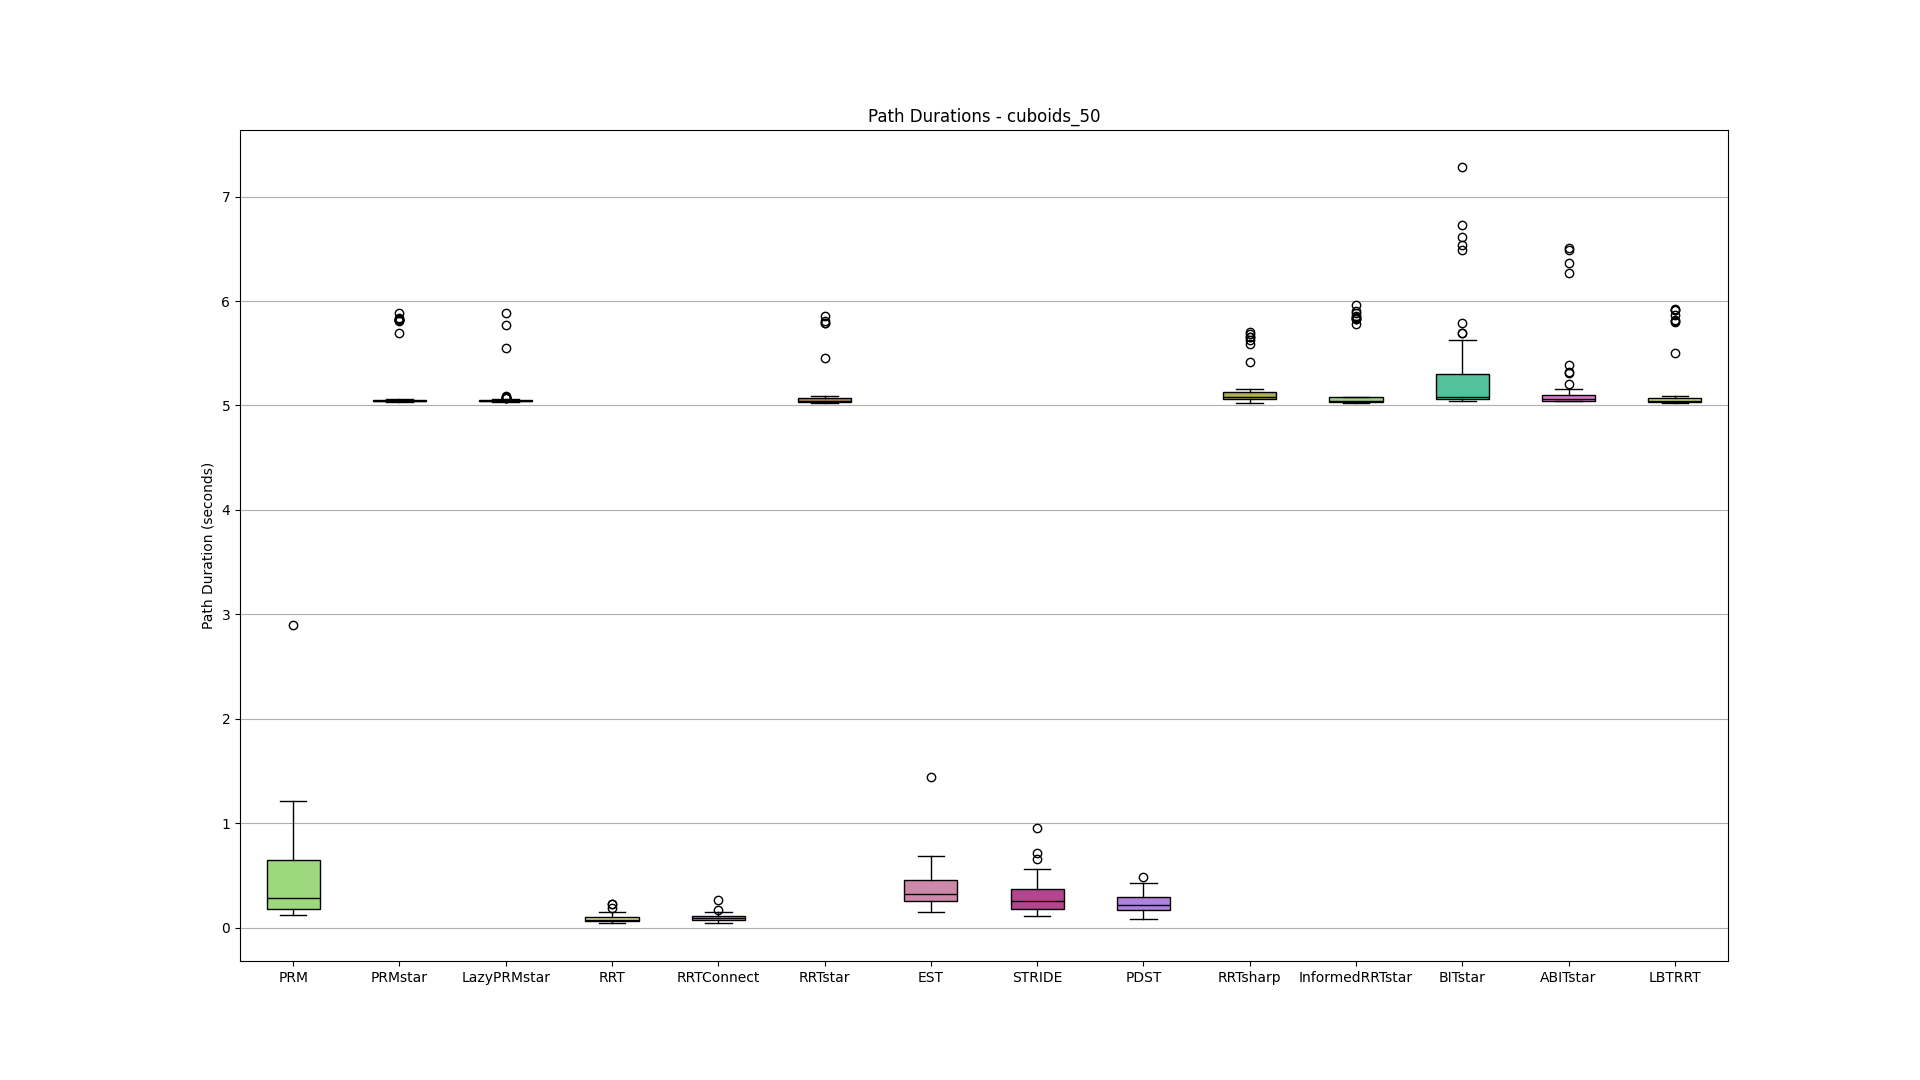 Path Durations - cuboids_50
Path Duration (seconds)
7
6
5
4
3
2
1
0
PRM PRMstar LazyPRMstar RRT RRTConnect RRTstar EST STRIDE PDST RRTsharp InformedRRTstar BITstar ABITstar LBTRRT